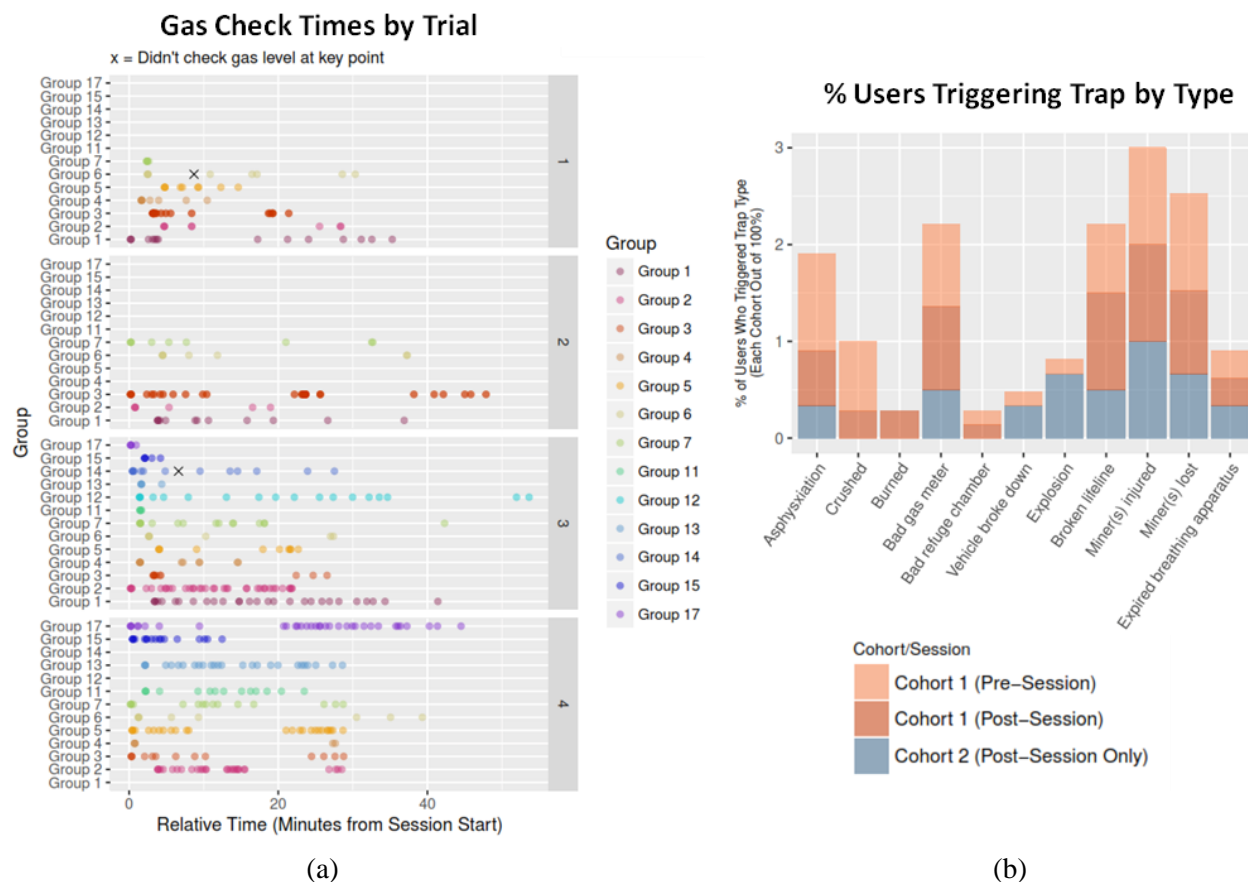 Gas Check Times by Trial
x = Didn't check gas level at key point
Group
Group 17
Group 15
Group 14
Group 13
Group 12
Group 11
Group 7
Group 6
Group 5
Group 4
Group 3
Group 2
Group 1
1
Group 17
Group 15
Group 14
Group 13
Group 12
Group 11
Group 7
Group 6
Group 5
Group 4
Group 3
Group 2
Group 1
2
Group 17
Group 15
Group 14
Group 13
Group 12
Group 11
Group 7
Group 6
Group 5
Group 4
Group 3
Group 2
Group 1
3
Group 17
Group 15
Group 14
Group 13
Group 12
Group 11
Group 7
Group 6
Group 5
Group 4
Group 3
Group 2
Group 1
4
0 20 40
Relative Time (Minutes from Session Start)
Group
Group 1
Group 2
Group 3
Group 4
Group 5
Group 6
Group 7
Group 11
Group 12
Group 13
Group 14
Group 15
Group 17
(a)
% Users Triggering Trap by Type
% of Users Who Triggered Trap Type
(Each Cohort Out of 100%)
3
2
1
0
Asphysxiation
Crushed
Burned
Bad gas meter
Bad refuge chamber
Vehicle broke down
Explosion
Broken lifeline
Miner(s) injured
Miner(s) lost
Expired breathing apparatus
Cohort/Session
Cohort 1 (Pre−Session)
Cohort 1 (Post−Session)
Cohort 2 (Post−Session Only)
(b)